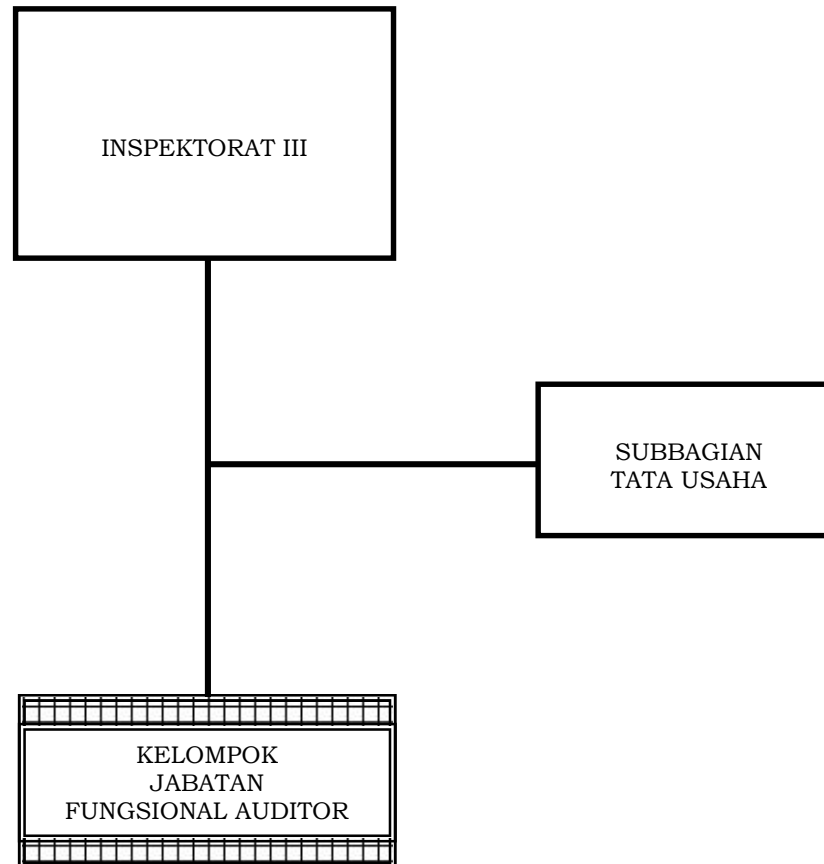 INSPEKTORAT III
SUBBAGIAN
TATA USAHA
KELOMPOK
JABATAN
FUNGSIONAL AUDITOR